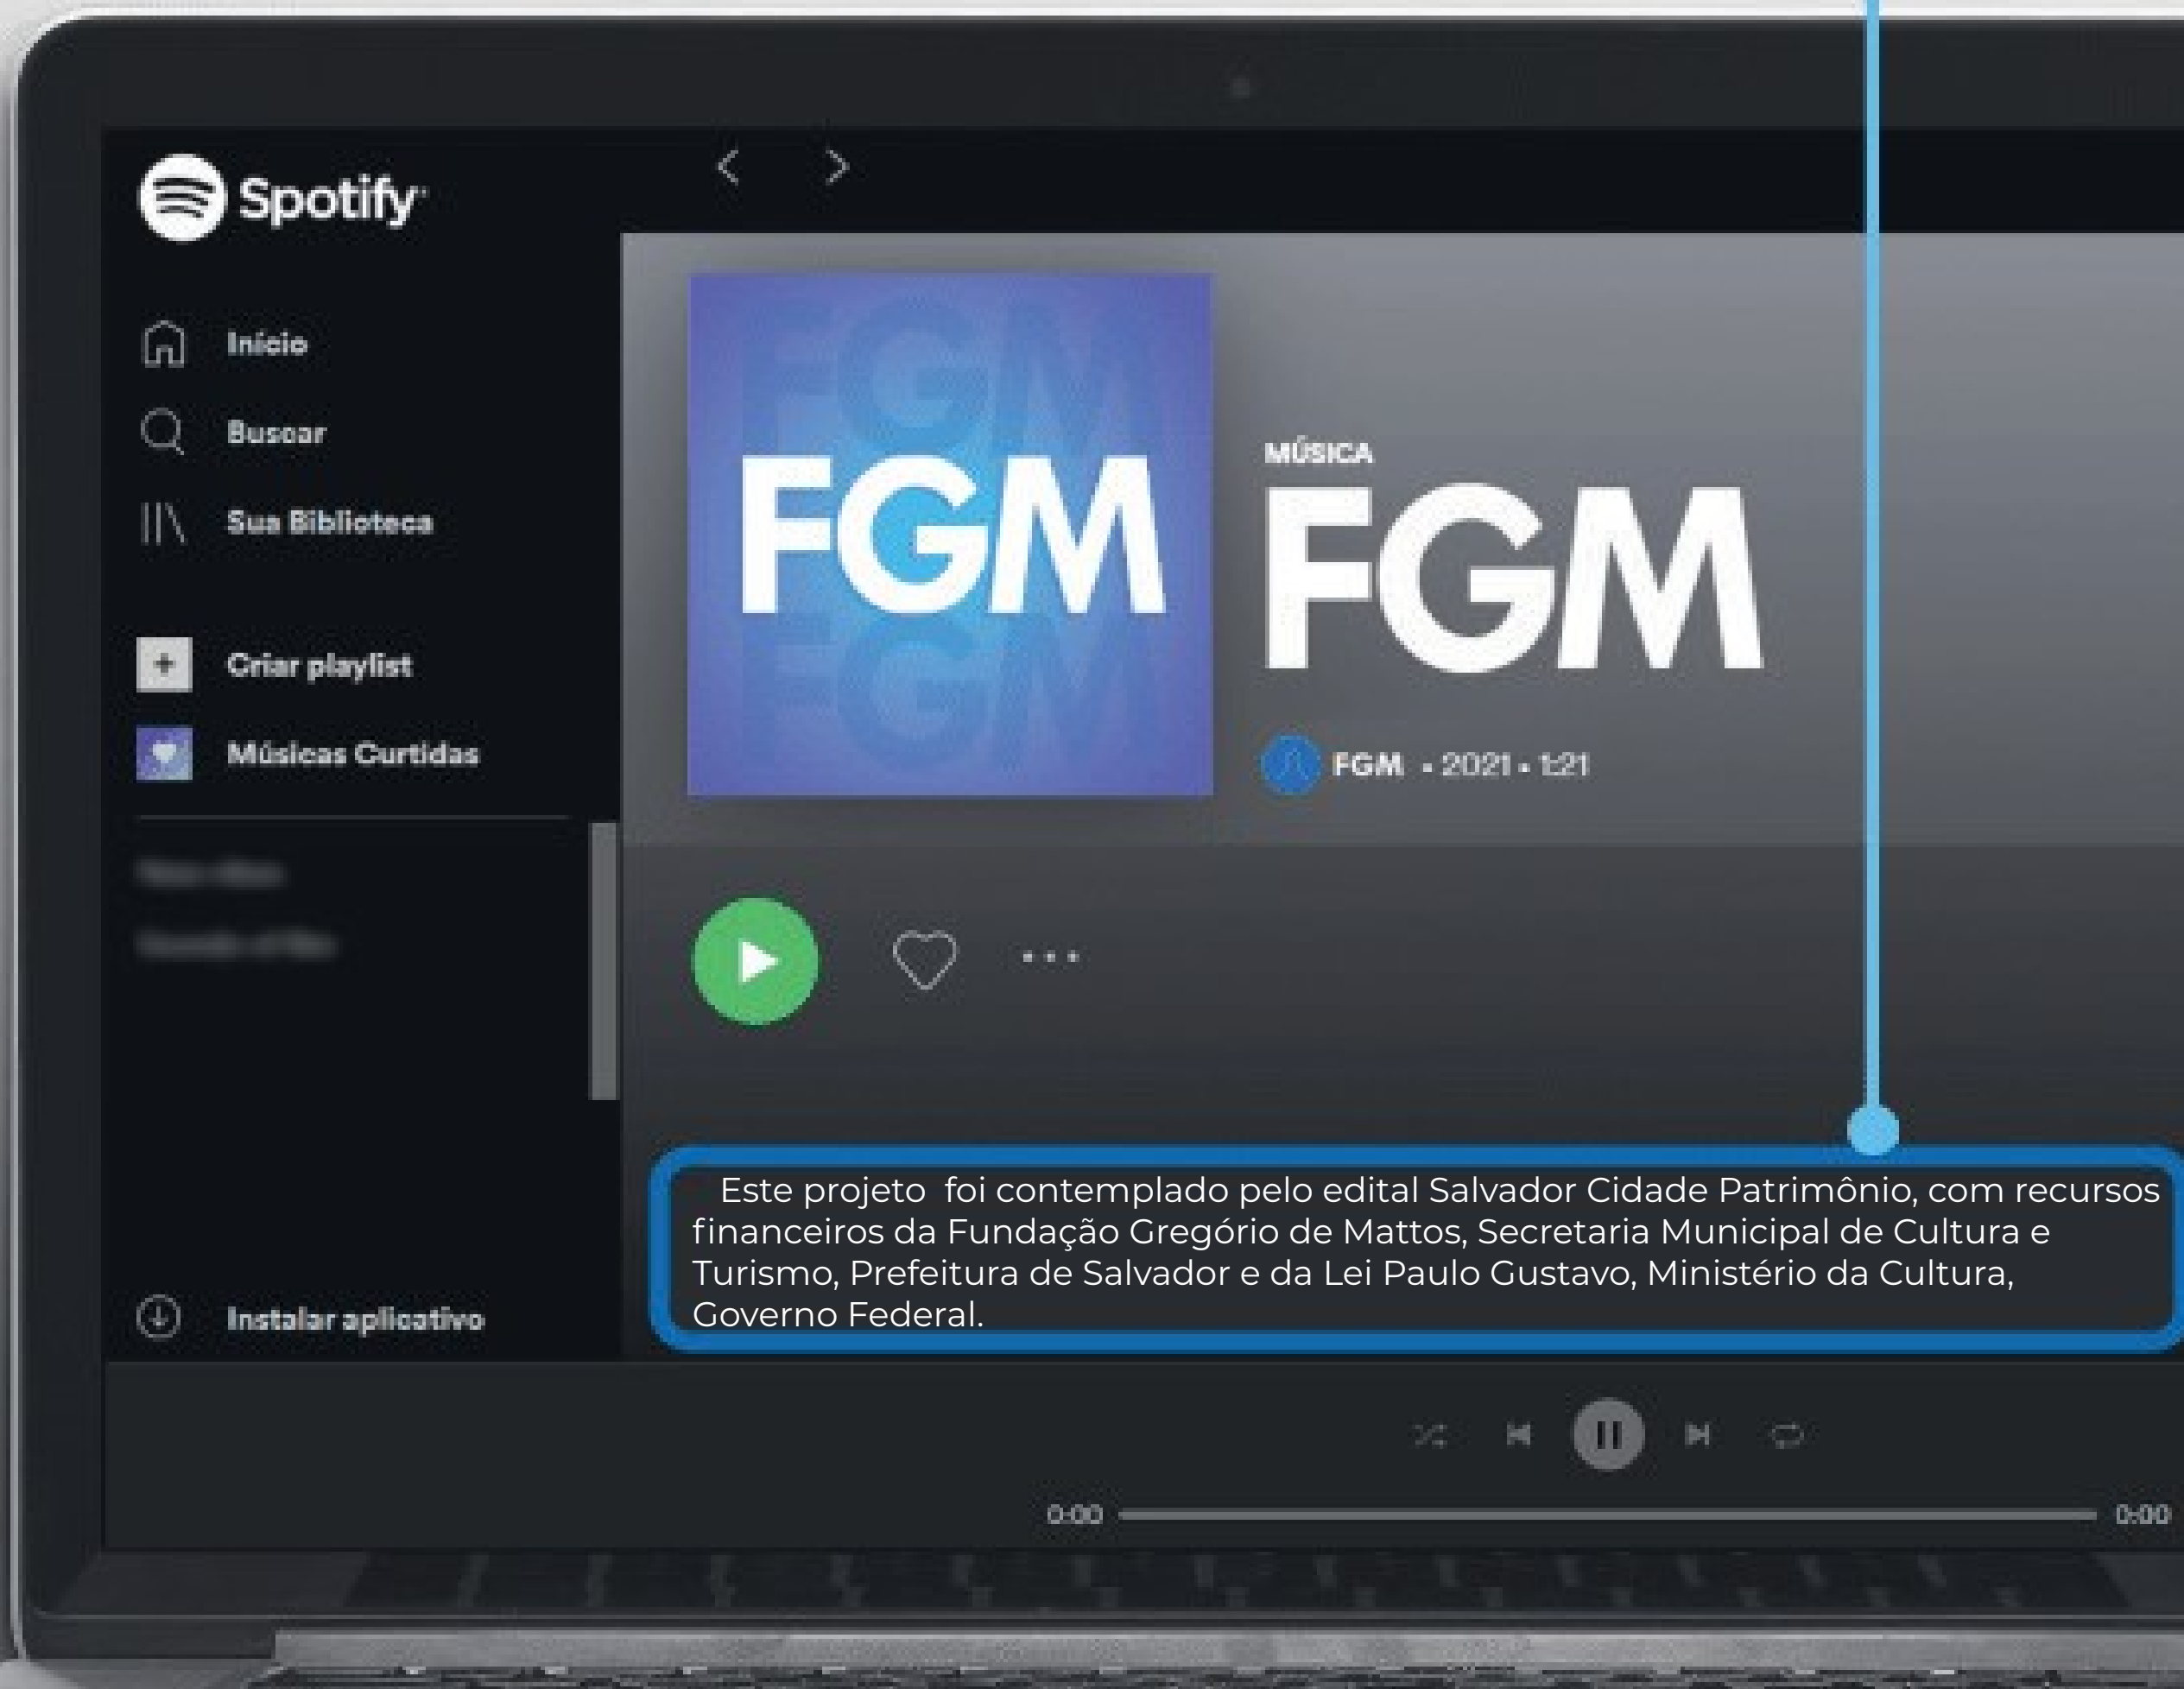 Spotify
Início
Buscar
Sua Biblioteca
Criar playlist
Músicas Curtidas
Instalar aplicativo
FGM
FGM
FGM
MÚSICA
FGM
FGM • 2021 • 1:21
Este projeto foi contemplado pelo edital Salvador Cidade Patrimônio, com recursos
financeiros da Fundação Gregório de Mattos, Secretaria Municipal de Cultura e
Turismo, Prefeitura de Salvador e da Lei Paulo Gustavo, Ministério da Cultura,
Governo Federal.
0:00
0:00